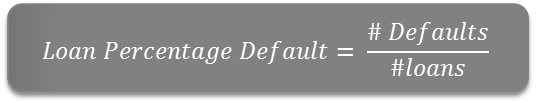 Loan Percentage Default = # Defaults / #loans